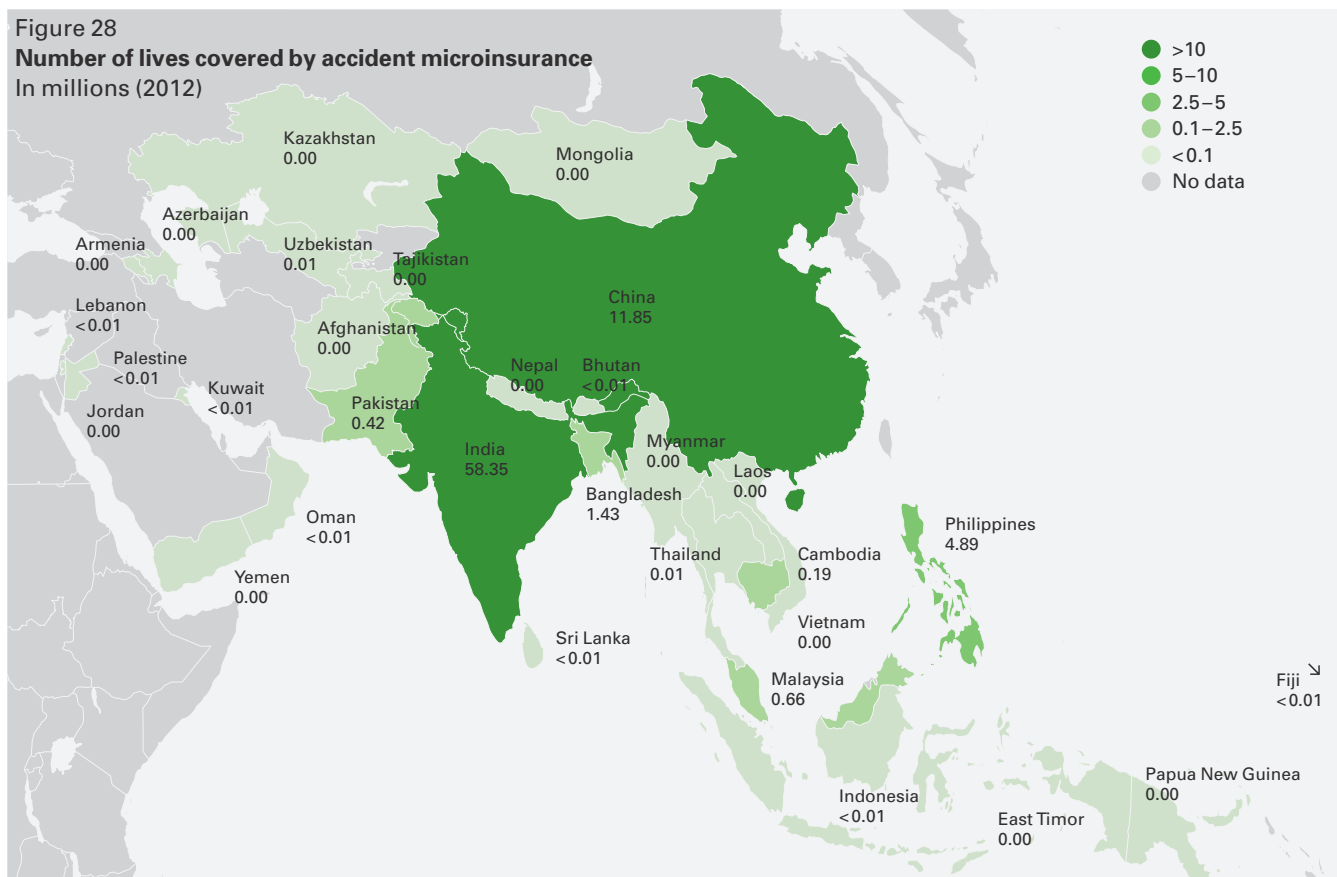 Figure 28
Number of lives covered by accident microinsurance
In millions (2012)
>10
5–10
2.5–5
0.1–2.5
<0.1
No data
Kazakhstan
0.00
Mongolia
0.00
Azerbaijan
0.00
Armenia
0.00
Uzbekistan
0.01
Tajikistan
0.00
Lebanon
<0.01
China
11.85
Afghanistan
0.00
Palestine
<0.01
Nepal
0.00
Bhutan
<0.01
Kuwait
<0.01
Jordan
0.00
Pakistan
0.42
India
58.35
Myanmar
0.00
Laos
0.00
Bangladesh
1.43
Oman
<0.01
Philippines
4.89
Thailand
0.01
Cambodia
0.19
Yemen
0.00
Vietnam
0.00
Sri Lanka
<0.01
Malaysia
0.66
Fiji
<0.01
Papua New Guinea
0.00
Indonesia
<0.01
East Timor
0.00